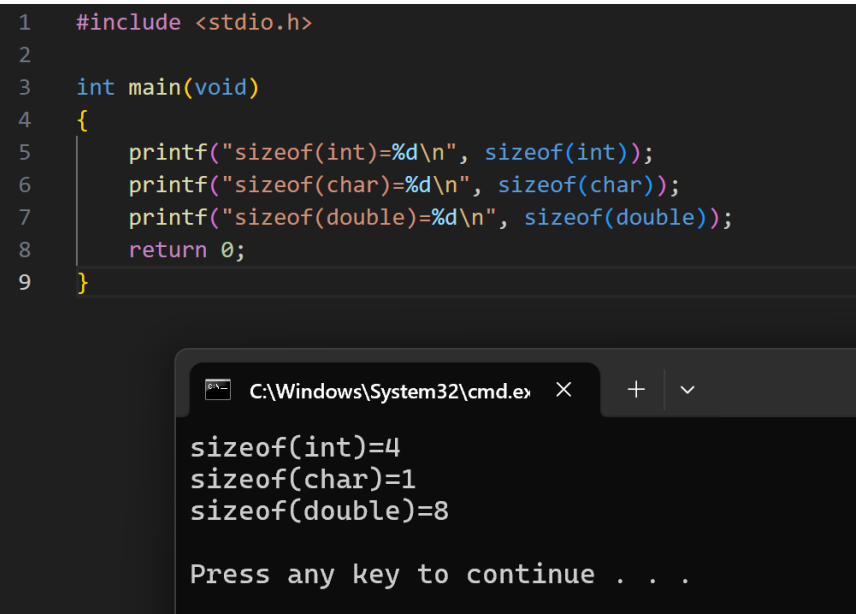 1 #include <stdio.h>
2
3 int main(void)
4 {
5 printf("sizeof(int)=%d\n", sizeof(int));
6 printf("sizeof(char)=%d\n", sizeof(char));
7 printf("sizeof(double)=%d\n", sizeof(double));
8 return 0;
9 }
C:\Windows\System32\cmd.ex
sizeof(int)=4
sizeof(char)=1
sizeof(double)=8
Press any key to continue . . .